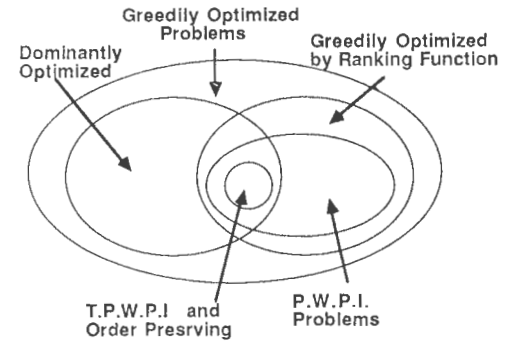 Greedily Optimized
Problems
Dominantly
Optimized
Greedily Optimized
by Ranking Function
T.P.W.P.I and
Order Presrving
P.W.P.I.
Problems